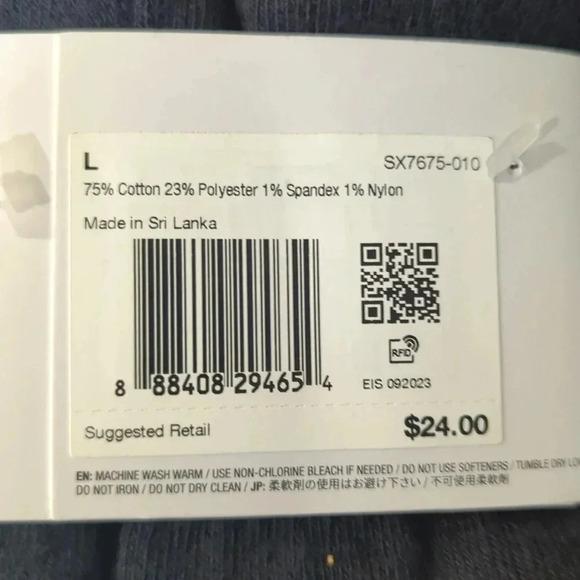 L
SX7675-010
75% Cotton 23% Polyester 1% Spandex 1% Nylon
Made in Sri Lanka
RFID
8 88408 29465 4
EIS 092023
Suggested Retail
$24.00
EN: MACHINE WASH WARM / USE NON-CHLORINE BLEACH IF NEEDED / DO NOT USE SOFTENERS / TUMBLE DRY
DO NOT IRON / DO NOT DRY CLEAN / JP: 柔軟剤の使用はお避け下さい / 不可使用柔軟劑